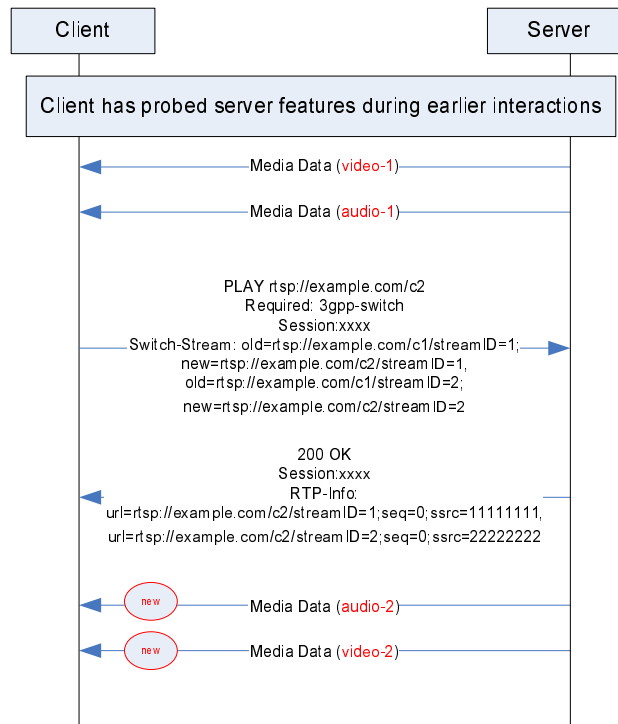 Client
Server
Client has probed server features during earlier interactions
Media Data (video-1)
Media Data (audio-1)
PLAY rtsp://example.com/c2
Required: 3gpp-switch
Session:xxxx
Switch-Stream: old=rtsp://example.com/c1/streamID=1;
new=rtsp://example.com/c2/streamID=1,
old=rtsp://example.com/c1/streamID=2;
new=rtsp://example.com/c2/streamID=2
200 OK
Session:xxxx
RTP-Info:
url=rtsp://example.com/c2/streamID=1;seq=0;ssrc=11111111,
url=rtsp://example.com/c2/streamID=2;seq=0;ssrc=22222222
new
Media Data (audio-2)
new
Media Data (video-2)